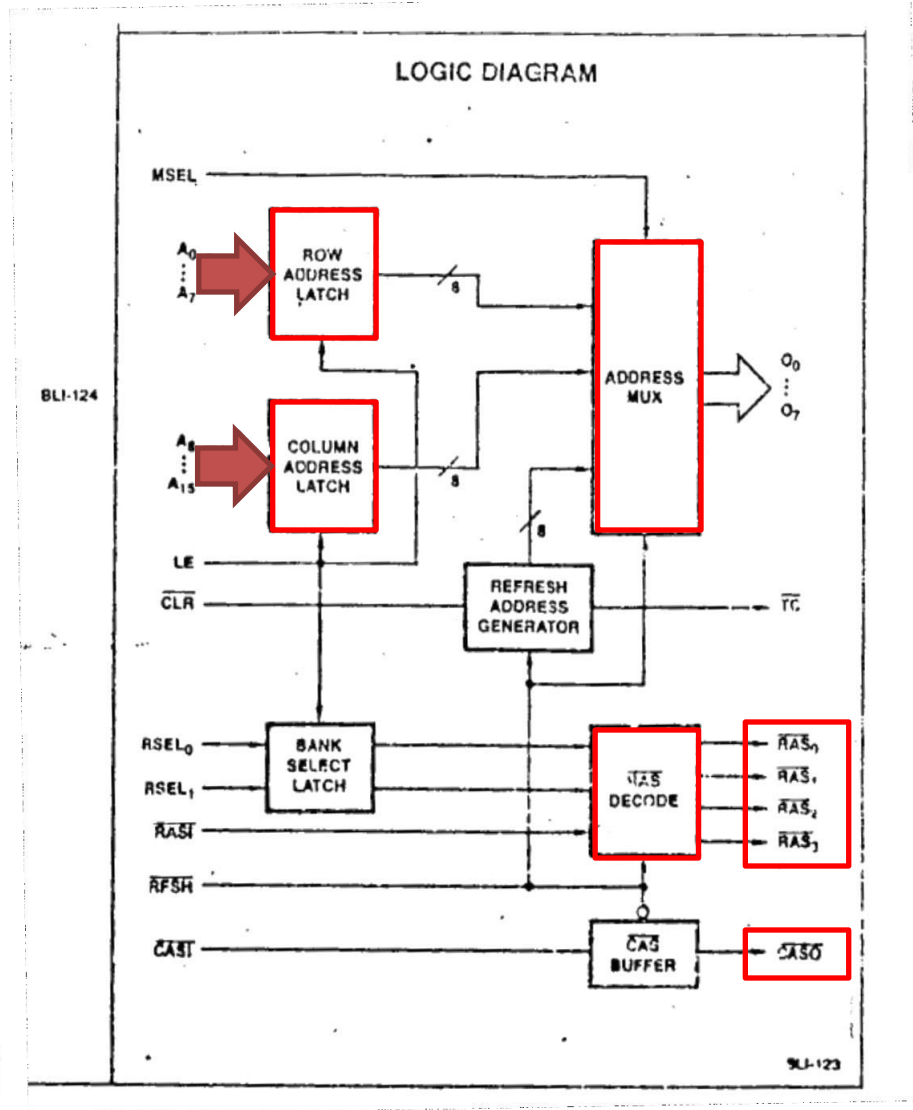 LOGIC DIAGRAM
MSEL
A0
A7
ROW
ADDRESS
LATCH
8
BLI-124
ADDRESS
MUX
O0
O7
A8
A15
COLUMN
ADDRESS
LATCH
8
8
LE
CLR
REFRESH
ADDRESS
GENERATOR
TC
RSEL0
RSEL1
BANK
SELECT
LATCH
RAS
DECODE
RAS0
RAS1
RAS2
RAS3
RASI
RFSH
CASI
CAS
BUFFER
CASO
BLI-123